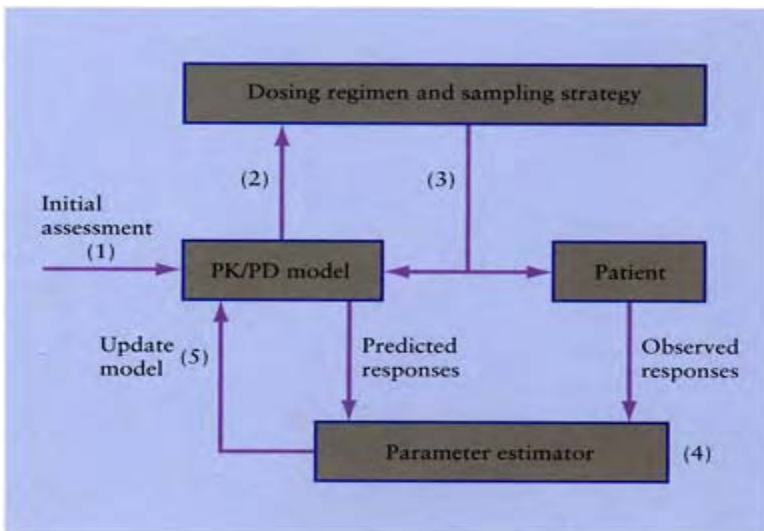 Dosing regimen and sampling strategy
(2)
(3)
Initial
assessment
(1)
PK/PD model
Patient
Update
model
(5)
Predicted
responses
Observed
responses
Parameter estimator
(4)